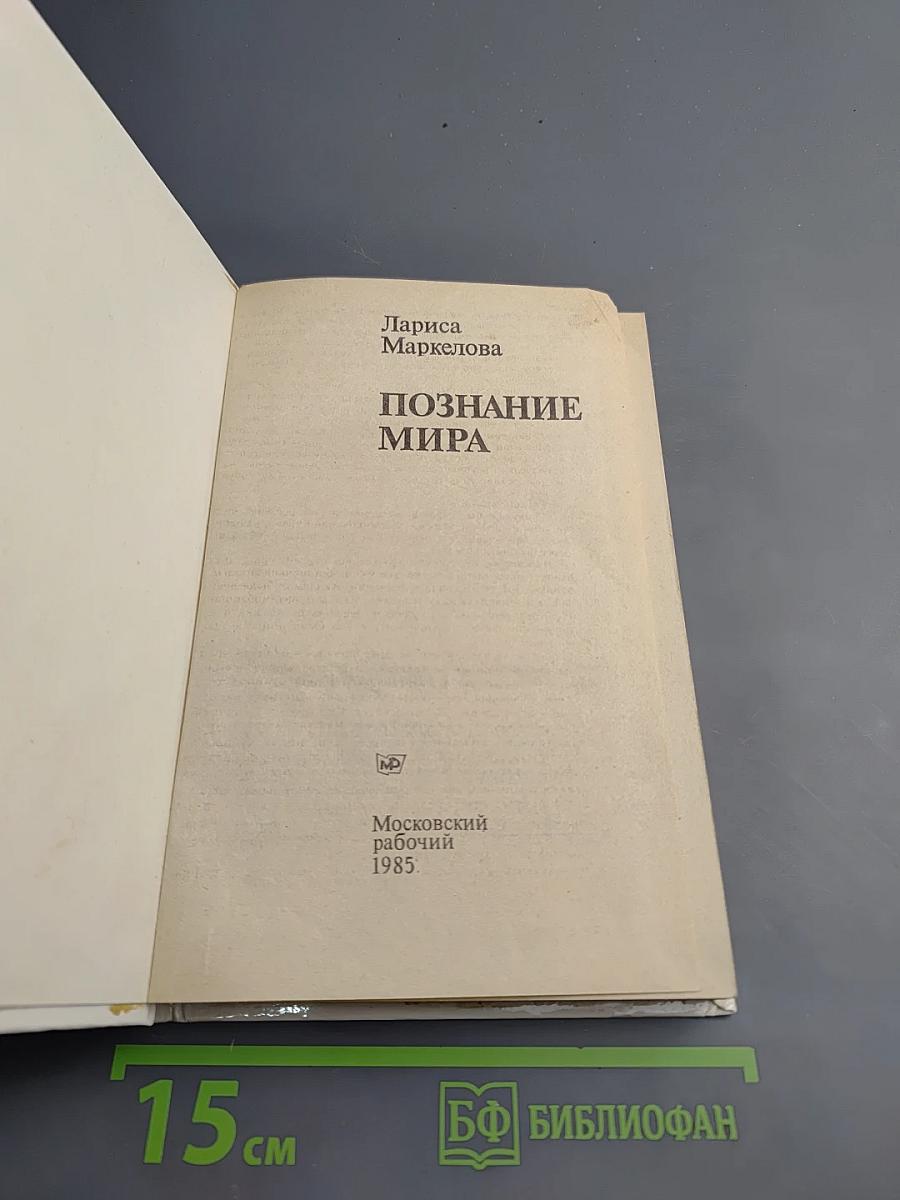 Лариса
Маркелова
ПОЗНАНИЕ
МИРА
МР
Московский
рабочий
1985
15 см
БФ БИБЛИОФАН